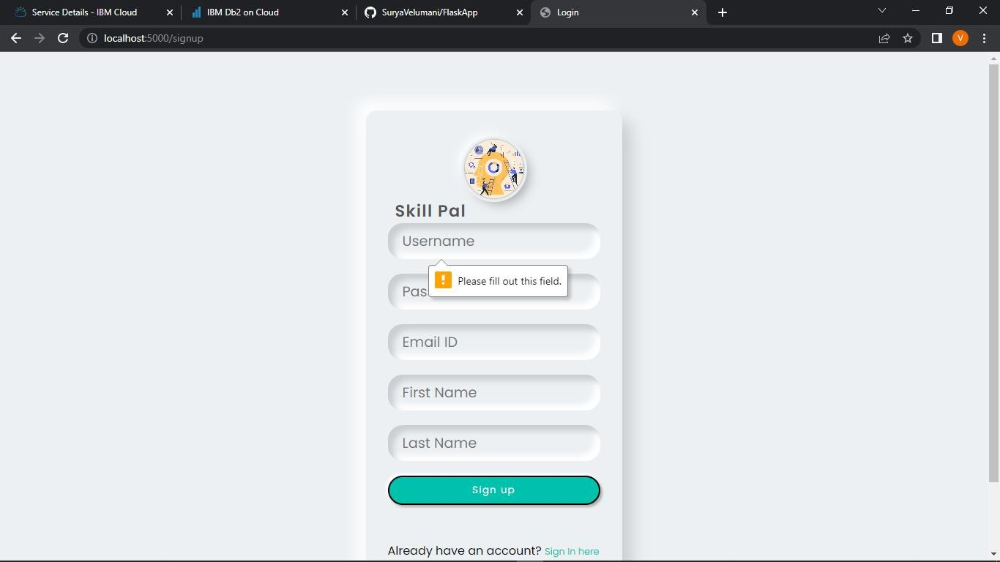 Service Details - IBM Cloud
IBM Db2 on Cloud
SuryaVelumani/FlaskApp
Login
localhost:5000/signup
V
Skill Pal
Username
Please fill out this field.
Pas
Email ID
First Name
Last Name
Sign up
Already have an account? Sign In here